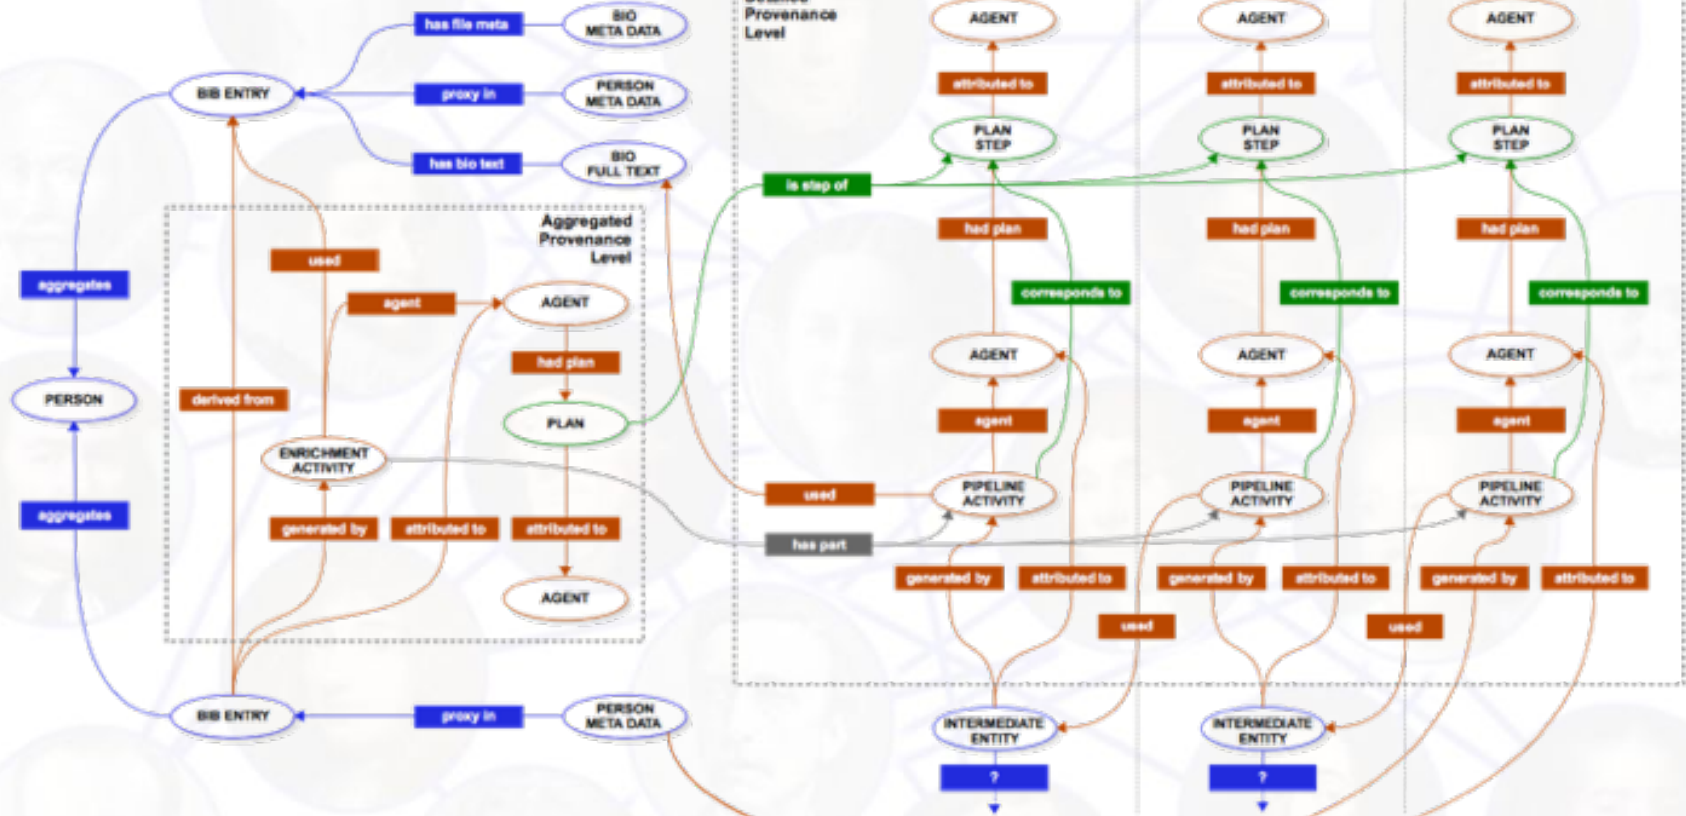 BIO
META DATA
has file meta
Provenance
Level
AGENT
AGENT
AGENT
BIB ENTRY
proxy in
PERSON
META DATA
attributed to
attributed to
attributed to
has bio text
BIO
FULL TEXT
PLAN
STEP
PLAN
STEP
PLAN
STEP
is step of
Aggregated
Provenance
Level
had plan
had plan
had plan
used
aggregates
agent
AGENT
corresponds to
corresponds to
corresponds to
had plan
AGENT
AGENT
AGENT
PERSON
derived from
PLAN
agent
agent
agent
ENRICHMENT
ACTIVITY
used
PIPELINE
ACTIVITY
PIPELINE
ACTIVITY
PIPELINE
ACTIVITY
aggregates
generated by
attributed to
attributed to
has part
AGENT
generated by
attributed to
generated by
attributed to
generated by
attributed to
used
used
BIB ENTRY
proxy in
PERSON
META DATA
INTERMEDIATE
ENTITY
INTERMEDIATE
ENTITY
?
?